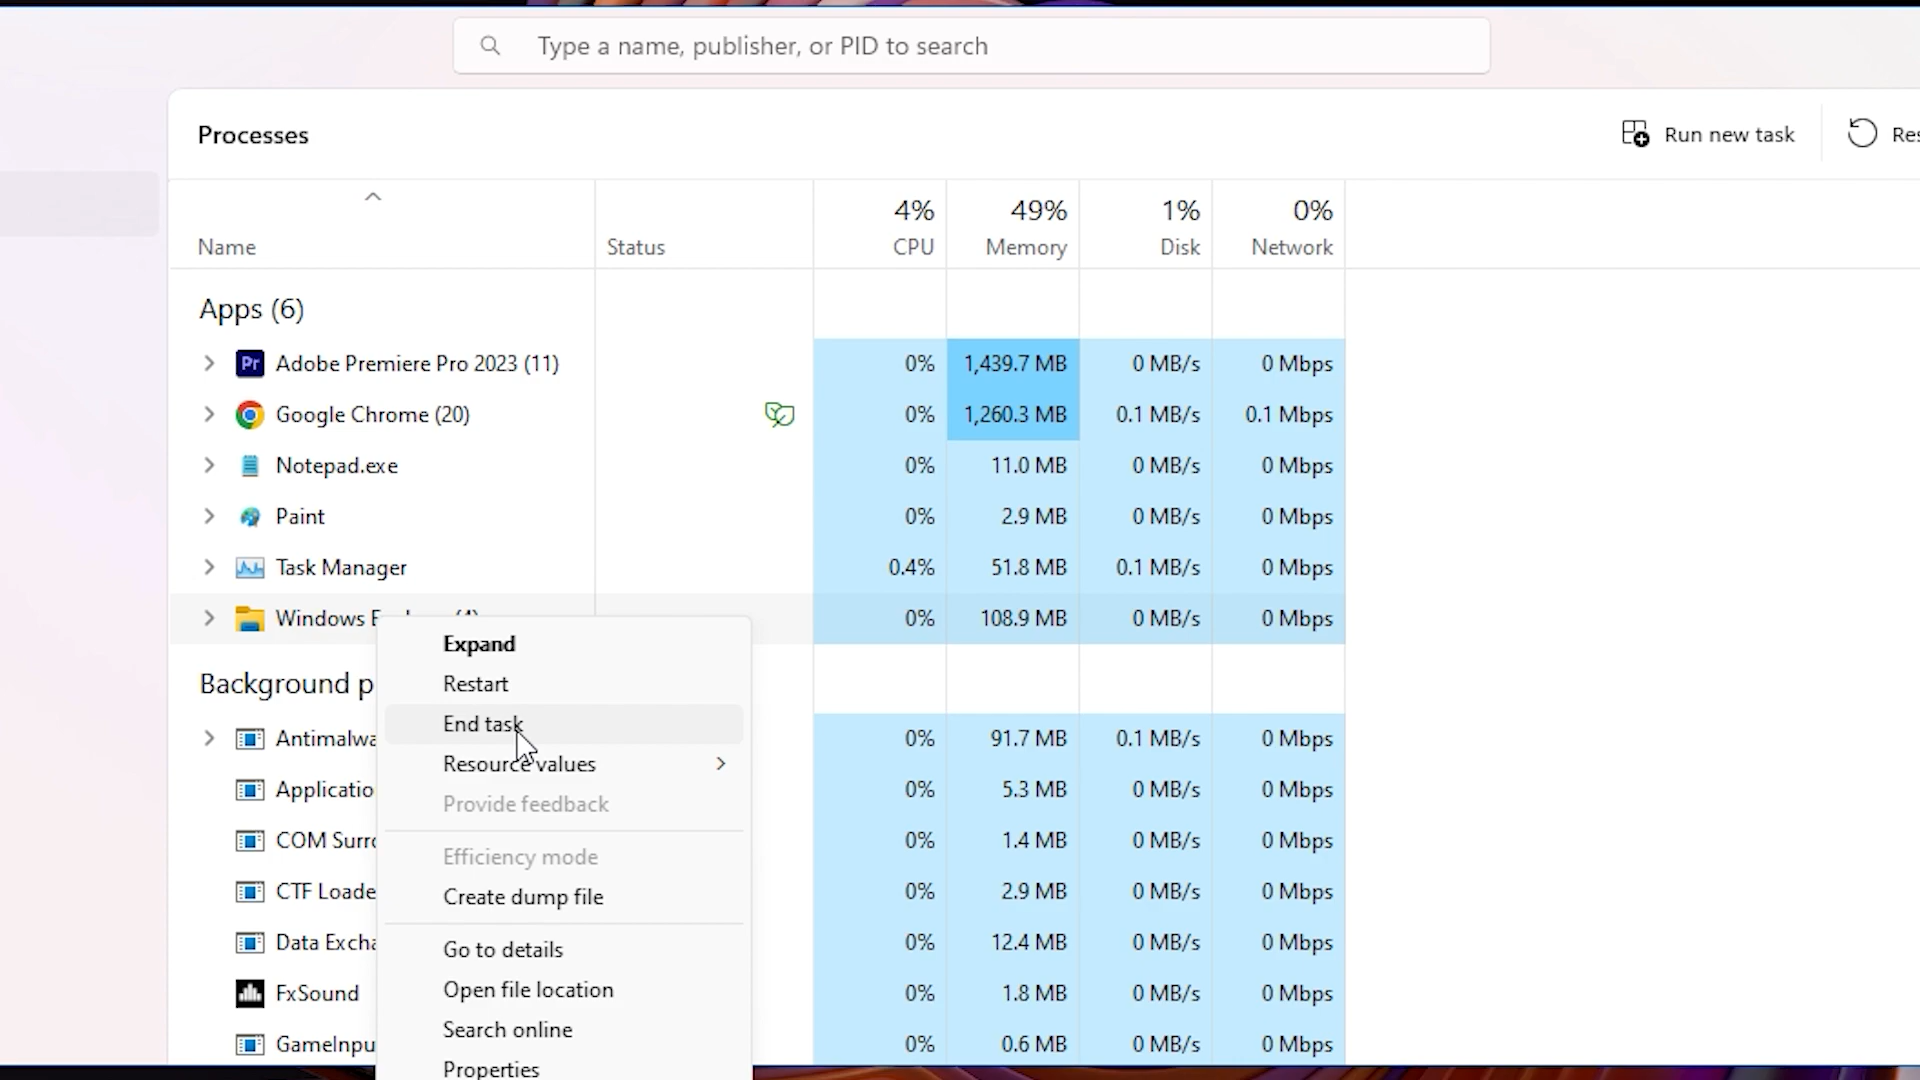 Type a name, publisher, or PID to search
Processes
Run new task
4% 49% 1% 0%
Name Status CPU Memory Disk Network
Apps (6)
Pr Adobe Premiere Pro 2023 (11) 0% 1,439.7 MB 0 MB/s 0 Mbps
Google Chrome (20) 0% 1,260.3 MB 0.1 MB/s 0.1 Mbps
Notepad.exe 0% 11.0 MB 0 MB/s 0 Mbps
Paint 0% 2.9 MB 0 MB/s 0 Mbps
Task Manager 0.4% 51.8 MB 0.1 MB/s 0 Mbps
Windows 0% 108.9 MB 0 MB/s 0 Mbps
Expand
Restart
End task
Resource values
Provide feedback
Efficiency mode
Create dump file
Go to details
Open file location
Search online
Properties
Background p
Antimalwa 0% 91.7 MB 0.1 MB/s 0 Mbps
Applicatio 0% 5.3 MB 0 MB/s 0 Mbps
COM Surro 0% 1.4 MB 0 MB/s 0 Mbps
CTF Loade 0% 2.9 MB 0 MB/s 0 Mbps
Data Excha 0% 12.4 MB 0 MB/s 0 Mbps
FxSound 0% 1.8 MB 0 MB/s 0 Mbps
GameInpu 0% 0.6 MB 0 MB/s 0 Mbps